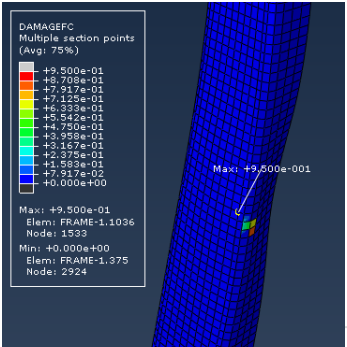 DAMAGEFC
Multiple section points
(Avg: 75%)
+9.500e-01
+8.708e-01
+7.917e-01
+7.125e-01
+6.333e-01
+5.542e-01
+4.750e-01
+3.958e-01
+3.167e-01
+2.375e-01
+1.583e-01
+7.917e-02
+0.000e+00
Max: +9.500e-01
Elem: FRAME-1.1036
Node: 1533
Min: +0.000e+00
Elem: FRAME-1.375
Node: 2924
Max: +9.500e-001